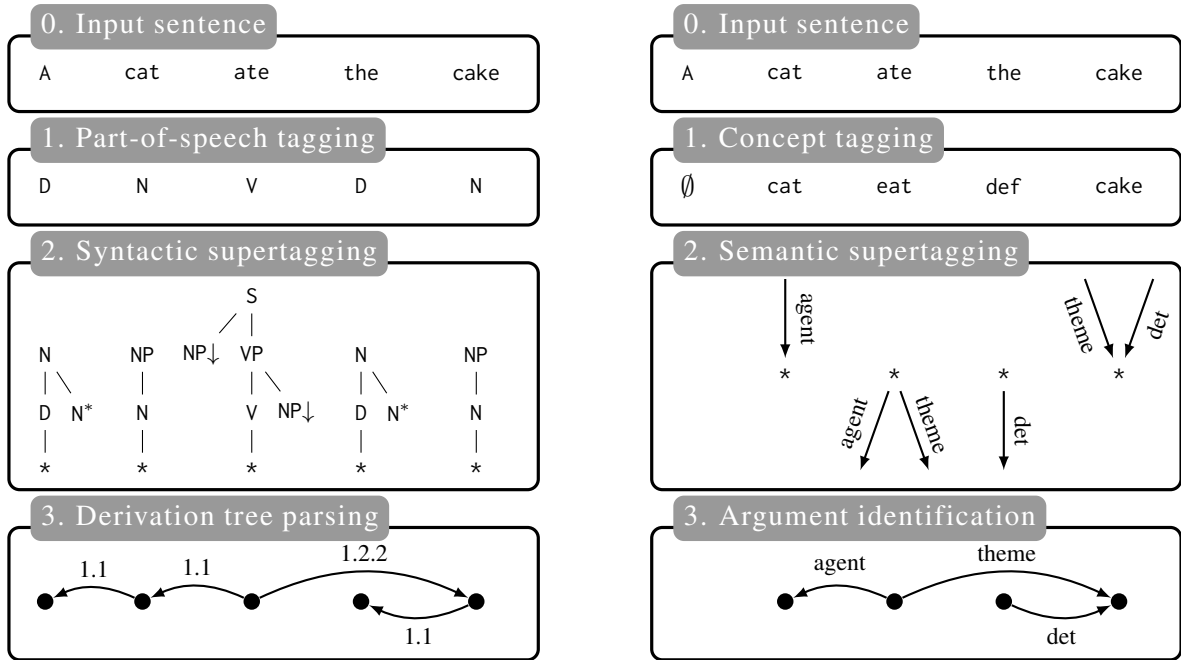 0. Input sentence
A cat ate the cake
1. Part-of-speech tagging
D N V D N
2. Syntactic supertagging
S
NP↓ VP
N NP N NP
D N* N V NP↓ D N* N
* * * * *
3. Derivation tree parsing
1.1 1.1 1.2.2
1.1
0. Input sentence
A cat ate the cake
1. Concept tagging
∅ cat eat def cake
2. Semantic supertagging
agent theme det
* * * *
agent theme det
3. Argument identification
agent theme
det